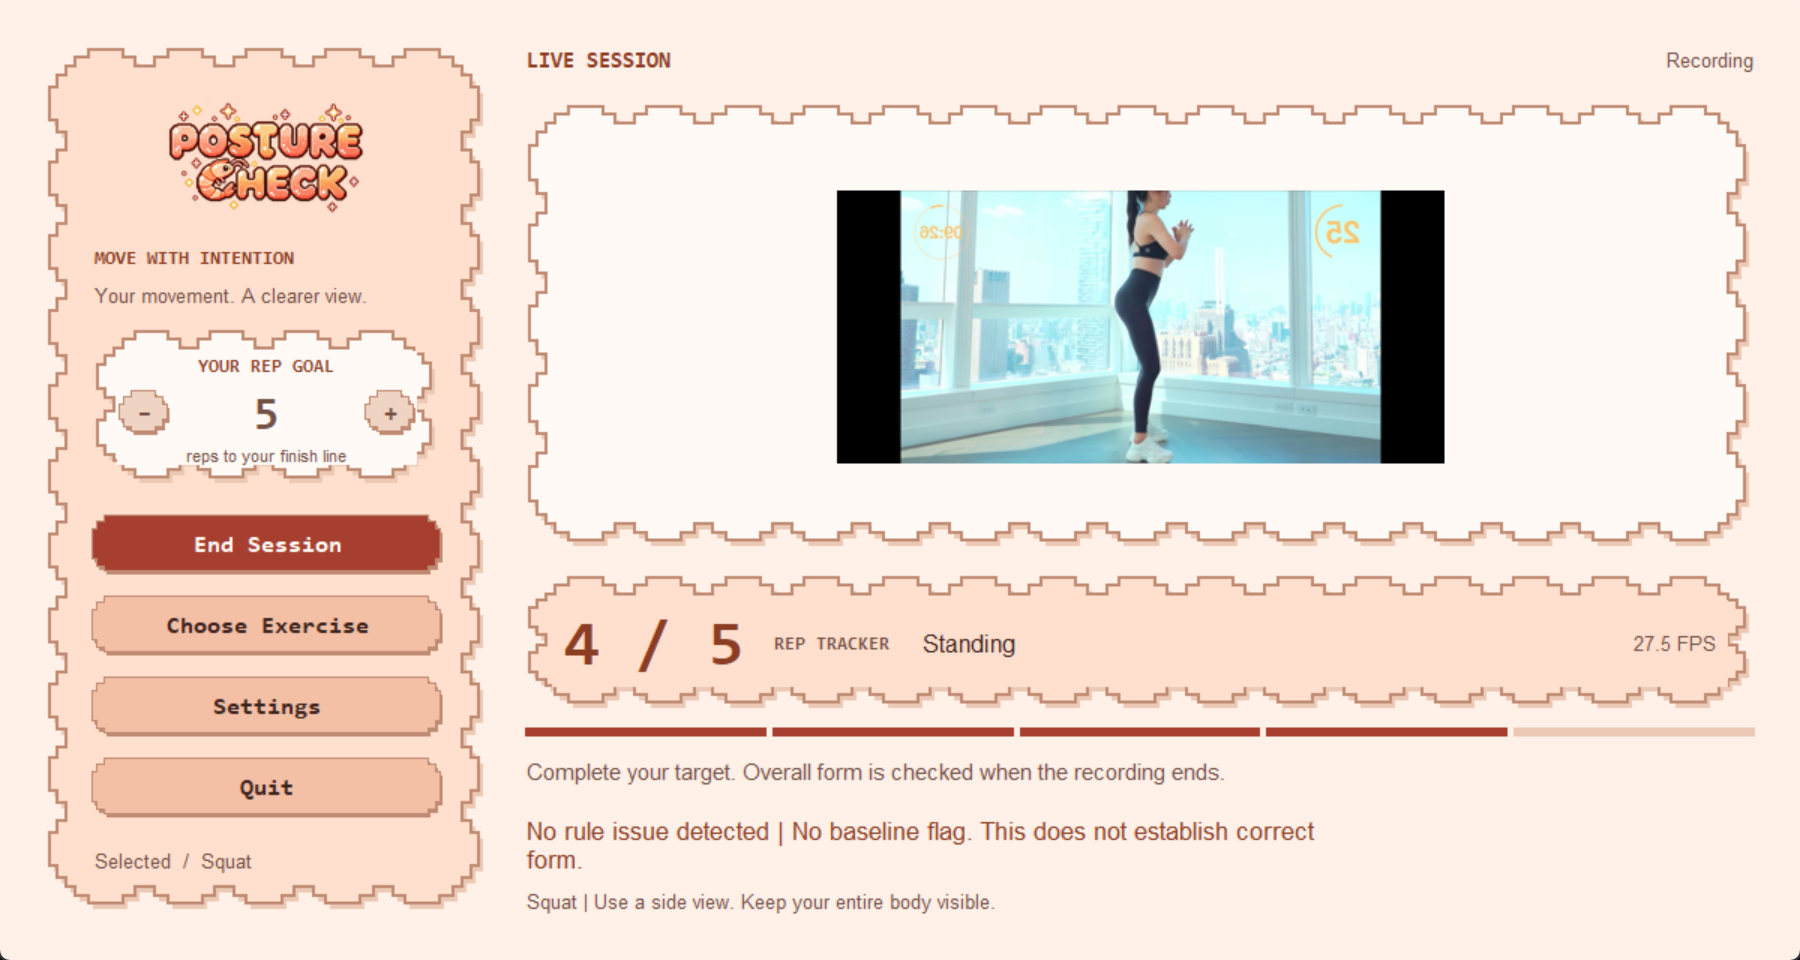 POSTURE
CHECK
MOVE WITH INTENTION
Your movement. A clearer view.
YOUR REP GOAL
- 5 +
reps to your finish line
End Session
Choose Exercise
Settings
Quit
Selected / Squat
LIVE SESSION
Recording
09:26
25
4 / 5 REP TRACKER Standing
27.5 FPS
Complete your target. Overall form is checked when the recording ends.
No rule issue detected | No baseline flag. This does not establish correct
form.
Squat | Use a side view. Keep your entire body visible.